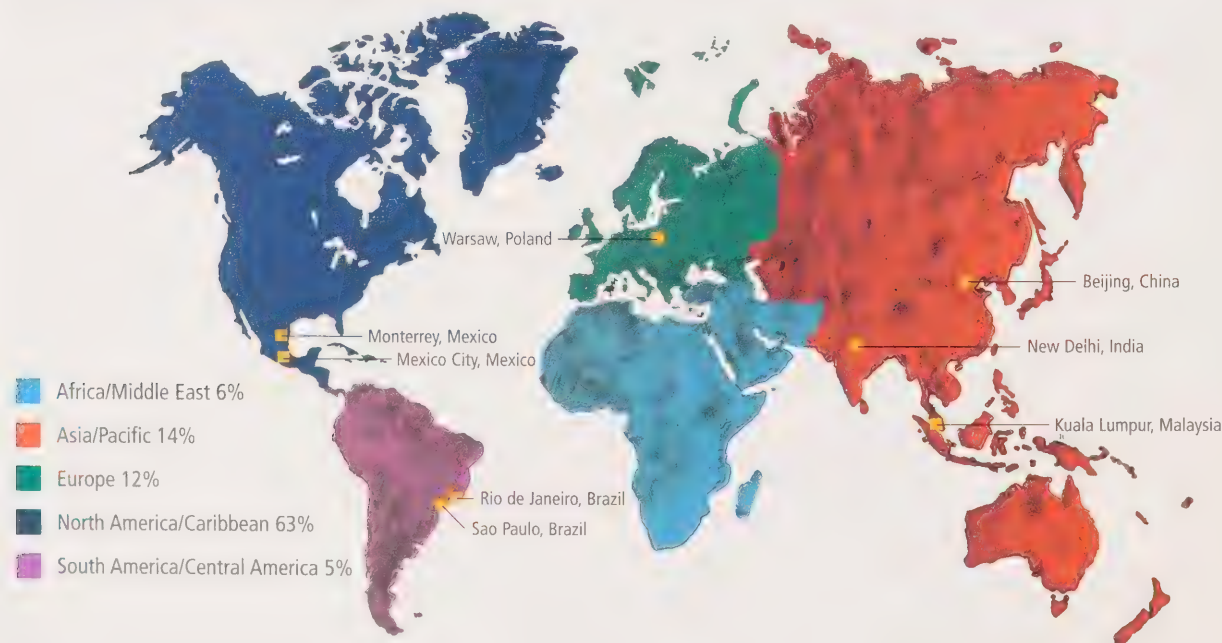 Warsaw, Poland
Beijing, China
Monterrey, Mexico
New Delhi, India
Mexico City, Mexico
Africa/Middle East 6%
Asia/Pacific 14%
Kuala Lumpur, Malaysia
Europe 12%
Rio de Janeiro, Brazil
North America/Caribbean 63%
Sao Paulo, Brazil
South America/Central America 5%